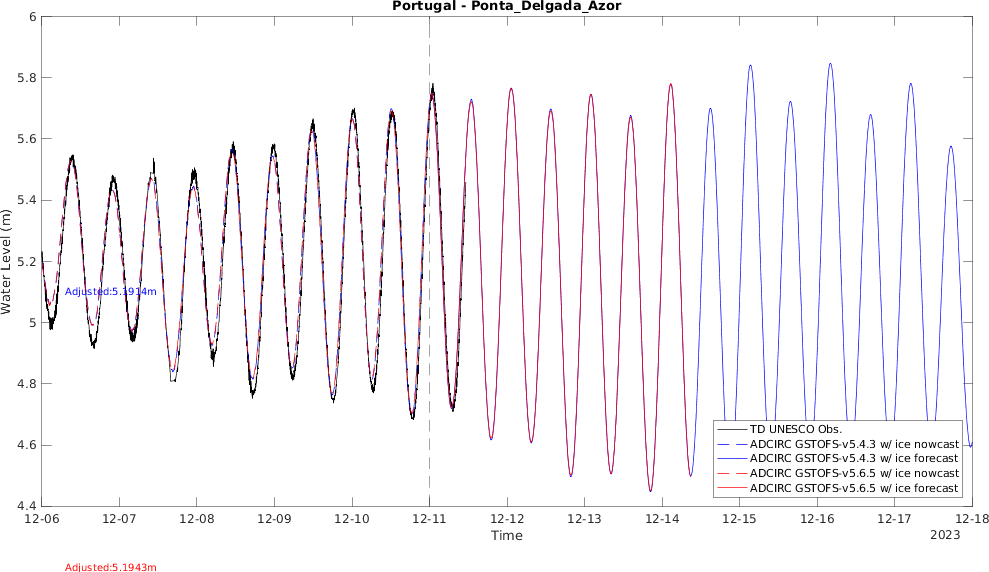 Portugal - Ponta_Delgada_Azor
6
5.8
5.6
5.4
5.2
5
4.8
4.6
4.4
Water Level (m)
Adjusted:5.1914m
TD UNESCO Obs.
ADCIRC GSTOFS-v5.4.3 w/ ice nowcast
ADCIRC GSTOFS-v5.4.3 w/ ice forecast
ADCIRC GSTOFS-v5.6.5 w/ ice nowcast
ADCIRC GSTOFS-v5.6.5 w/ ice forecast
12-06 12-07 12-08 12-09 12-10 12-11 12-12 12-13 12-14 12-15 12-16 12-17 12-18
Time
2023
Adjusted:5.1943m